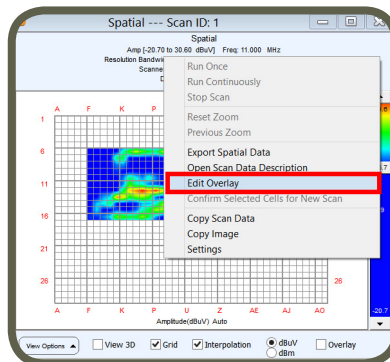 Spatial --- Scan ID: 1
Spatial
Amp [-20.70 to 30.60 dBuV] Freq: 11.000 MHz
Resolution Bandwi
Scanne
D
Run Once
Run Continuously
Stop Scan
Reset Zoom
Previous Zoom
Export Spatial Data
Open Scan Data Description
Edit Overlay
Confirm Selected Cells for New Scan
Copy Scan Data
Copy Image
Settings
A F K P
1
6
11
16
21
26 26
A F K P U Z AE AJ AO
-20.7
Amplitude(dBuV) Auto
View Options View 3D Grid Interpolation dBuV Overlay
dBm